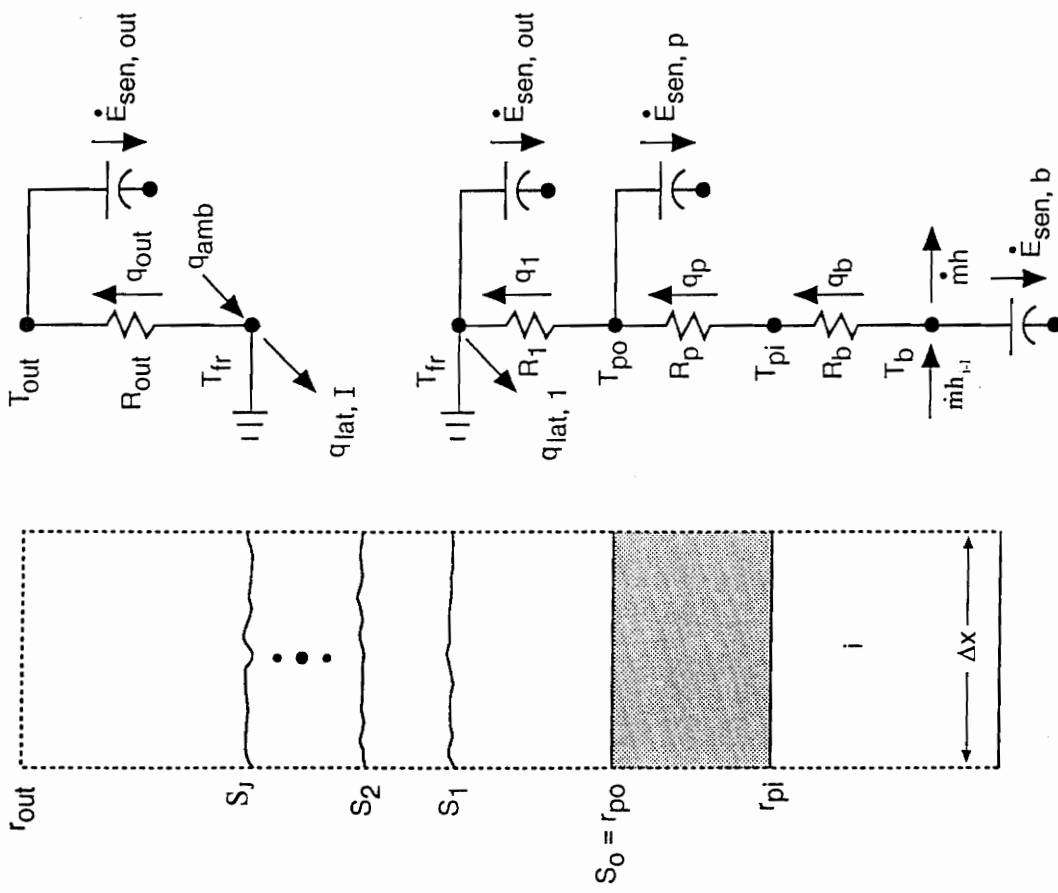 r_out
S_J
S_2
S_1
S_o = r_po
r_pi
i
Δx
T_out
Ė_sen, out
R_out
q_out
q_amb
T_fr
q_lat, I
T_fr
Ė_sen, out
R_1
q_1
q_lat, 1
T_po
Ė_sen, p
R_p
q_p
T_pi
R_b
q_b
T_b
ṁh_i-1
ṁh
Ė_sen, b